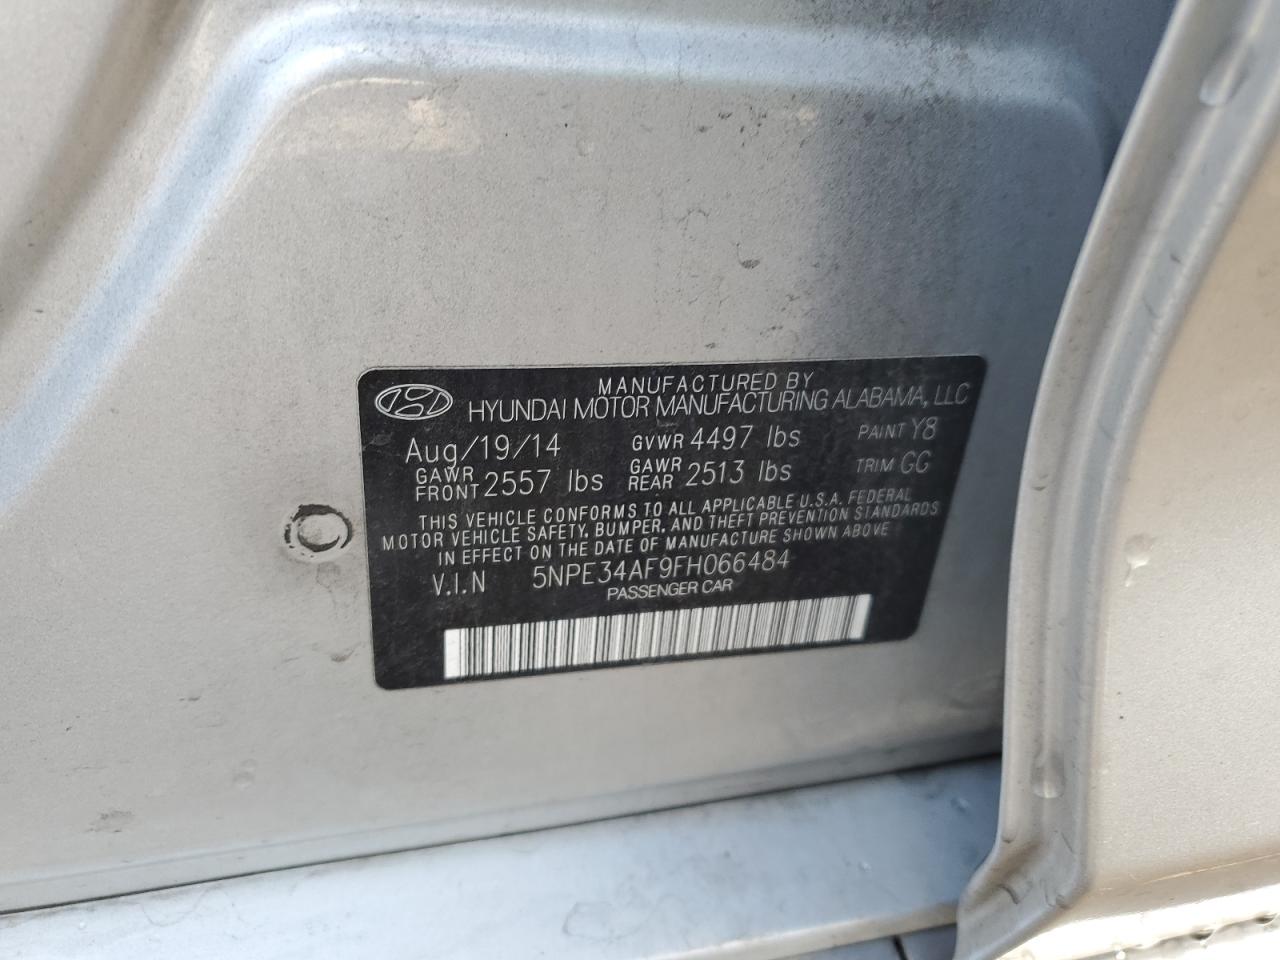 MANUFACTURED BY
HYUNDAI MOTOR MANUFACTURING ALABAMA, LLC
Aug/19/14 GVWR 4497 lbs PAINT Y8
GAWR FRONT 2557 lbs GAWR REAR 2513 lbs TRIM GG
THIS VEHICLE CONFORMS TO ALL APPLICABLE U.S.A. FEDERAL
MOTOR VEHICLE SAFETY, BUMPER, AND THEFT PREVENTION STANDARDS
IN EFFECT ON THE DATE OF MANUFACTURE SHOWN ABOVE
V.I.N 5NPE34AF9FH066484
PASSENGER CAR